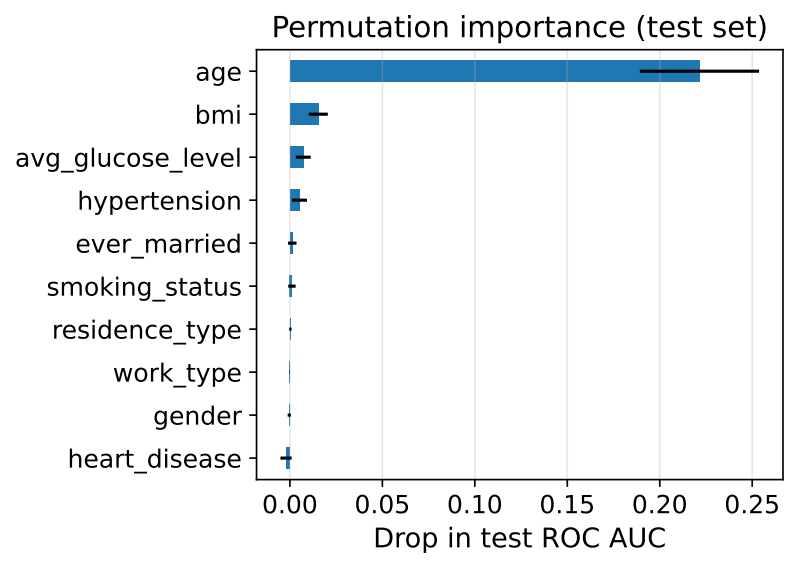 Permutation importance (test set)
age
bmi
avg_glucose_level
hypertension
ever_married
smoking_status
residence_type
work_type
gender
heart_disease
0.00 0.05 0.10 0.15 0.20 0.25
Drop in test ROC AUC